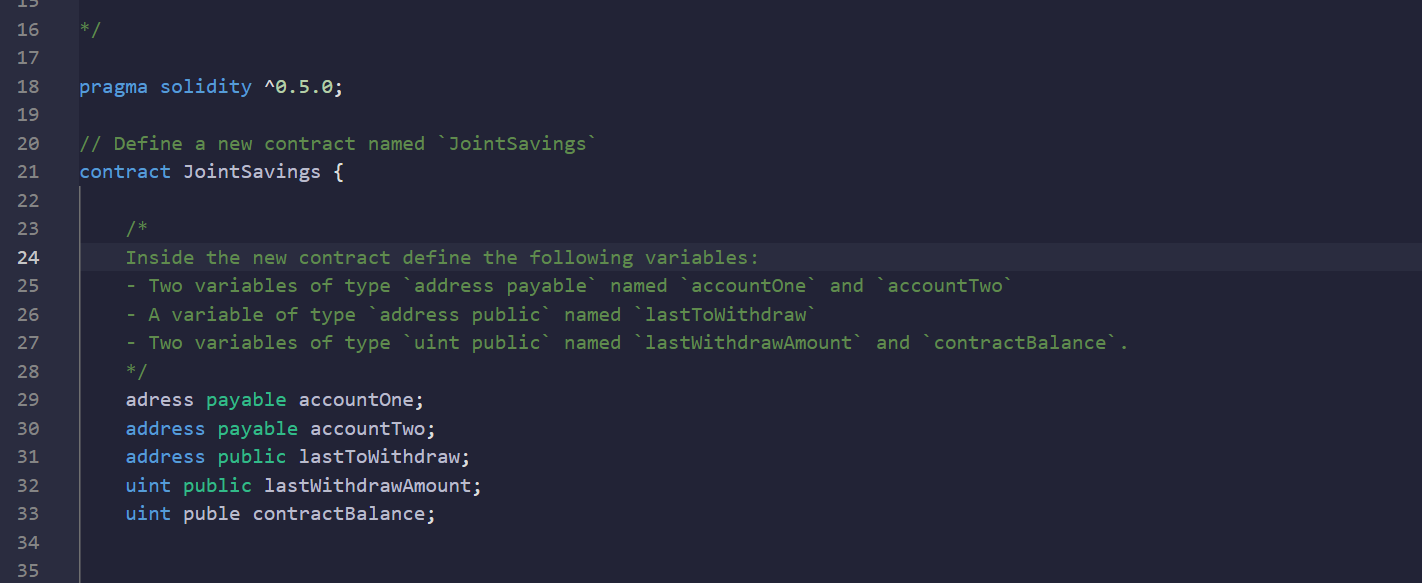 15
16 */
17
18 pragma solidity ^0.5.0;
19
20 // Define a new contract named `JointSavings`
21 contract JointSavings {
22
23 /*
24 Inside the new contract define the following variables:
25 - Two variables of type `address payable` named `accountOne` and `accountTwo`
26 - A variable of type `address public` named `lastToWithdraw`
27 - Two variables of type `uint public` named `lastWithdrawAmount` and `contractBalance`.
28 */
29 adress payable accountOne;
30 address payable accountTwo;
31 address public lastToWithdraw;
32 uint public lastWithdrawAmount;
33 uint puble contractBalance;
34
35